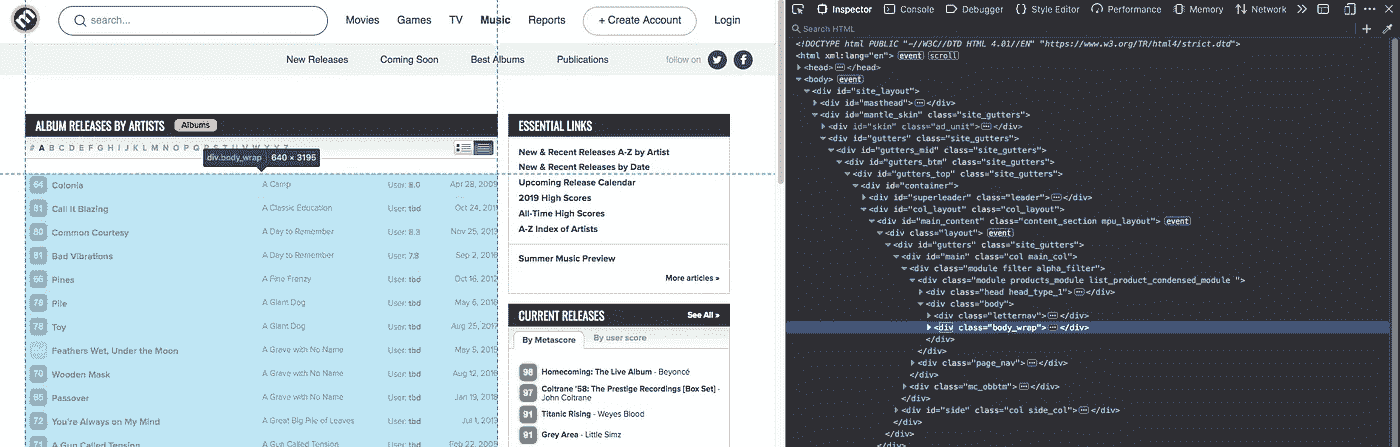 search...
Movies Games TV Music Reports + Create Account Login
New Releases Coming Soon Best Albums Publications follow on
ALBUM RELEASES BY ARTISTS Albums
# A B C D E F G H I J K L M N O P Q R S T U V W X Y Z
div.body_wrap 640 × 3195
64 Colonia A Camp User: 8.0 Apr 28, 2009
81 Call It Blazing A Classic Education User: tbd Oct 24, 201
80 Common Courtesy A Day to Remember User: 8.3 Nov 25, 201
81 Bad Vibrations A Day to Remember User: 7.8 Sep 2, 201
66 Pines A Fine Frenzy User: tbd Oct 16, 201
78 Pile A Giant Dog User: tbd May 6, 201
78 Toy A Giant Dog User: tbd Aug 25, 201
Feathers Wet, Under the Moon A Grave with No Name User: tbd May 5, 201
70 Wooden Mask A Grave with No Name User: tbd Aug 12, 201
65 Passover A Grave with No Name User: tbd Jan 19, 201
72 You're Always on My Mind A Great Big Pile of Leaves User: tbd Jul 1, 201
71 A Gun Called Tension A Gun Called Tension User: tbd Feb 22, 200
ESSENTIAL LINKS
New & Recent Releases A-Z by Artist
New & Recent Releases by Date
Upcoming Release Calendar
2019 High Scores
All-Time High Scores
A-Z Index of Artists
Summer Music Preview
More articles »
CURRENT RELEASES See All »
By Metascore By user score
98 Homecoming: The Live Album - Beyoncé
97 Coltrane '58: The Prestige Recordings [Box Set] -
John Coltrane
91 Titanic Rising - Weyes Blood
91 Grey Area - Little Simz
Inspector Console Debugger Style Editor Performance Memory Network
Search HTML
<!DOCTYPE html PUBLIC "-//W3C//DTD HTML 4.01//EN" "https://www.w3.org/TR/html4/strict.dtd">
<html xml:lang="en"> event scroll
<head></head>
<body> event
<div id="site_layout">
<div id="masthead"></div>
<div id="mantle_skin" class="site_gutters">
<div id="skin" class="ad_unit"></div>
<div id="gutters" class="site_gutters">
<div id="gutters_mid" class="site_gutters">
<div id="gutters_btm" class="site_gutters">
<div id="gutters_top" class="site_gutters">
<div id="container">
<div id="superleader" class="leader"></div>
<div id="col_layout" class="col_layout">
<div id="main_content" class="content_section mpu_layout"> event
<div class="layout"> event
<div id="gutters" class="site_gutters">
<div id="main" class="col main_col">
<div class="module filter alpha_filter">
<div class="module products_module list_product_condensed_module ">
<div class="head head_type_1"></div>
<div class="body">
<div class="letternav"></div>
<div class="body_wrap"></div>
</div>
</div>
<div class="page_nav"></div>
</div>
<div class="mc_obbtm"></div>
</div>
<div id="side" class="col side_col"></div>
</div>
</div>
</div>